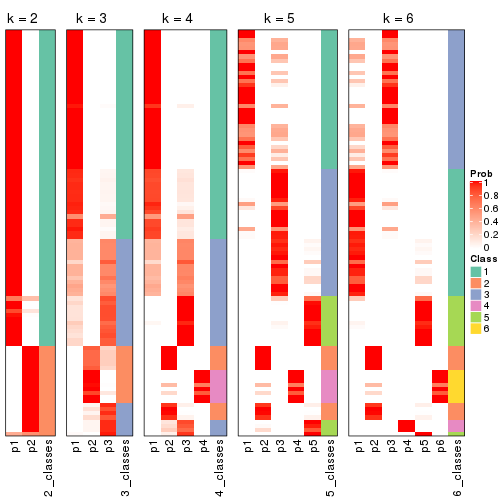 k = 2
k = 3
k = 4
k = 5
k = 6
p1
p2
2_classes
p1
p2
p3
3_classes
p1
p2
p3
p4
4_classes
p1
p2
p3
p4
p5
5_classes
p1
p2
p3
p4
p5
p6
6_classes
Prob
1
0.8
0.6
0.4
0.2
0
Class
1
2
3
4
5
6